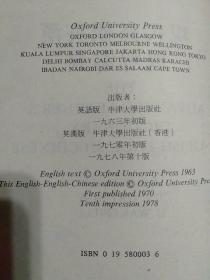 Oxford University Press
OXFORD LONDON GLASGOW
NEW YORK TORONTO MELBOURNE WELLINGTON
KUALA LUMPUR SINGAPORE JAKARTA HONG KONG TOKYO
DELHI BOMBAY CALCUTTA MADRAS KARACHI
IBADAN NAIROBI DAR ES SALAAM CAPE TOWN
出版者:
英語版 牛津大學出版社
一九六三年初版
英漢版 牛津大學出版社(香港)
一九七零年初版
一九七八年第十版
English text © Oxford University Press 1963
This English-English-Chinese edition © Oxford University Press
First published 1970
Tenth impression 1978
ISBN 0 19 580003 6